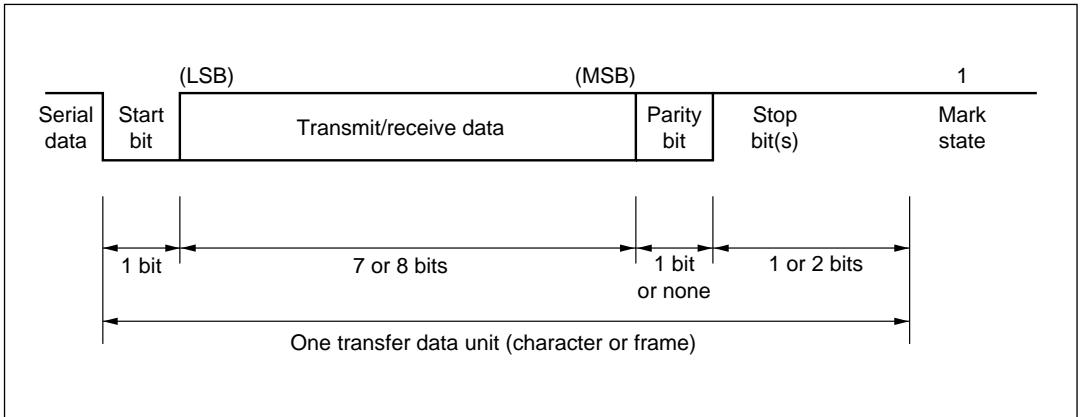 (LSB) (MSB) 1
Serial data
Start bit
Transmit/receive data
Parity bit
Stop bit(s)
Mark state
1 bit
7 or 8 bits
1 bit or none
1 or 2 bits
One transfer data unit (character or frame)